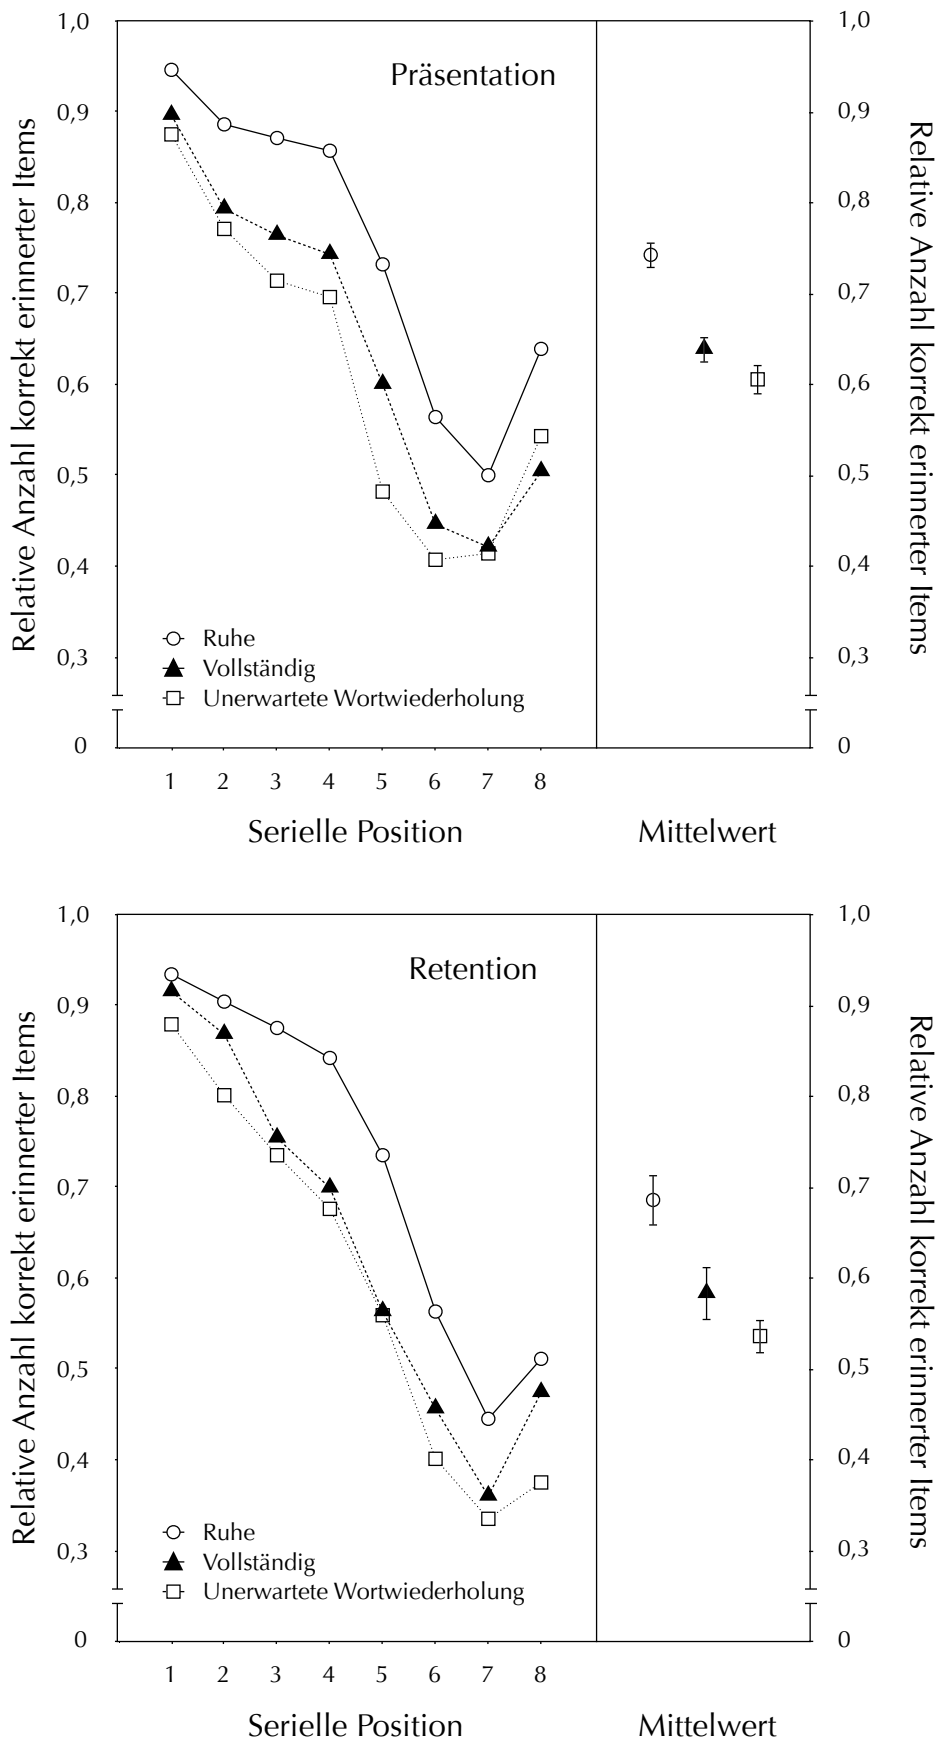 Präsentation
Relative Anzahl korrekt erinnerter Items
1,0
0,9
0,8
0,7
0,6
0,5
0,4
0,3
0
Ruhe
Vollständig
Unerwartete Wortwiederholung
1 2 3 4 5 6 7 8
Serielle Position
Mittelwert
1,0
0,9
0,8
0,7
0,6
0,5
0,4
0,3
0
Relative Anzahl korrekt erinnerter Items
Retention
Relative Anzahl korrekt erinnerter Items
1,0
0,9
0,8
0,7
0,6
0,5
0,4
0,3
0
Ruhe
Vollständig
Unerwartete Wortwiederholung
1 2 3 4 5 6 7 8
Serielle Position
Mittelwert
1,0
0,9
0,8
0,7
0,6
0,5
0,4
0,3
0
Relative Anzahl korrekt erinnerter Items